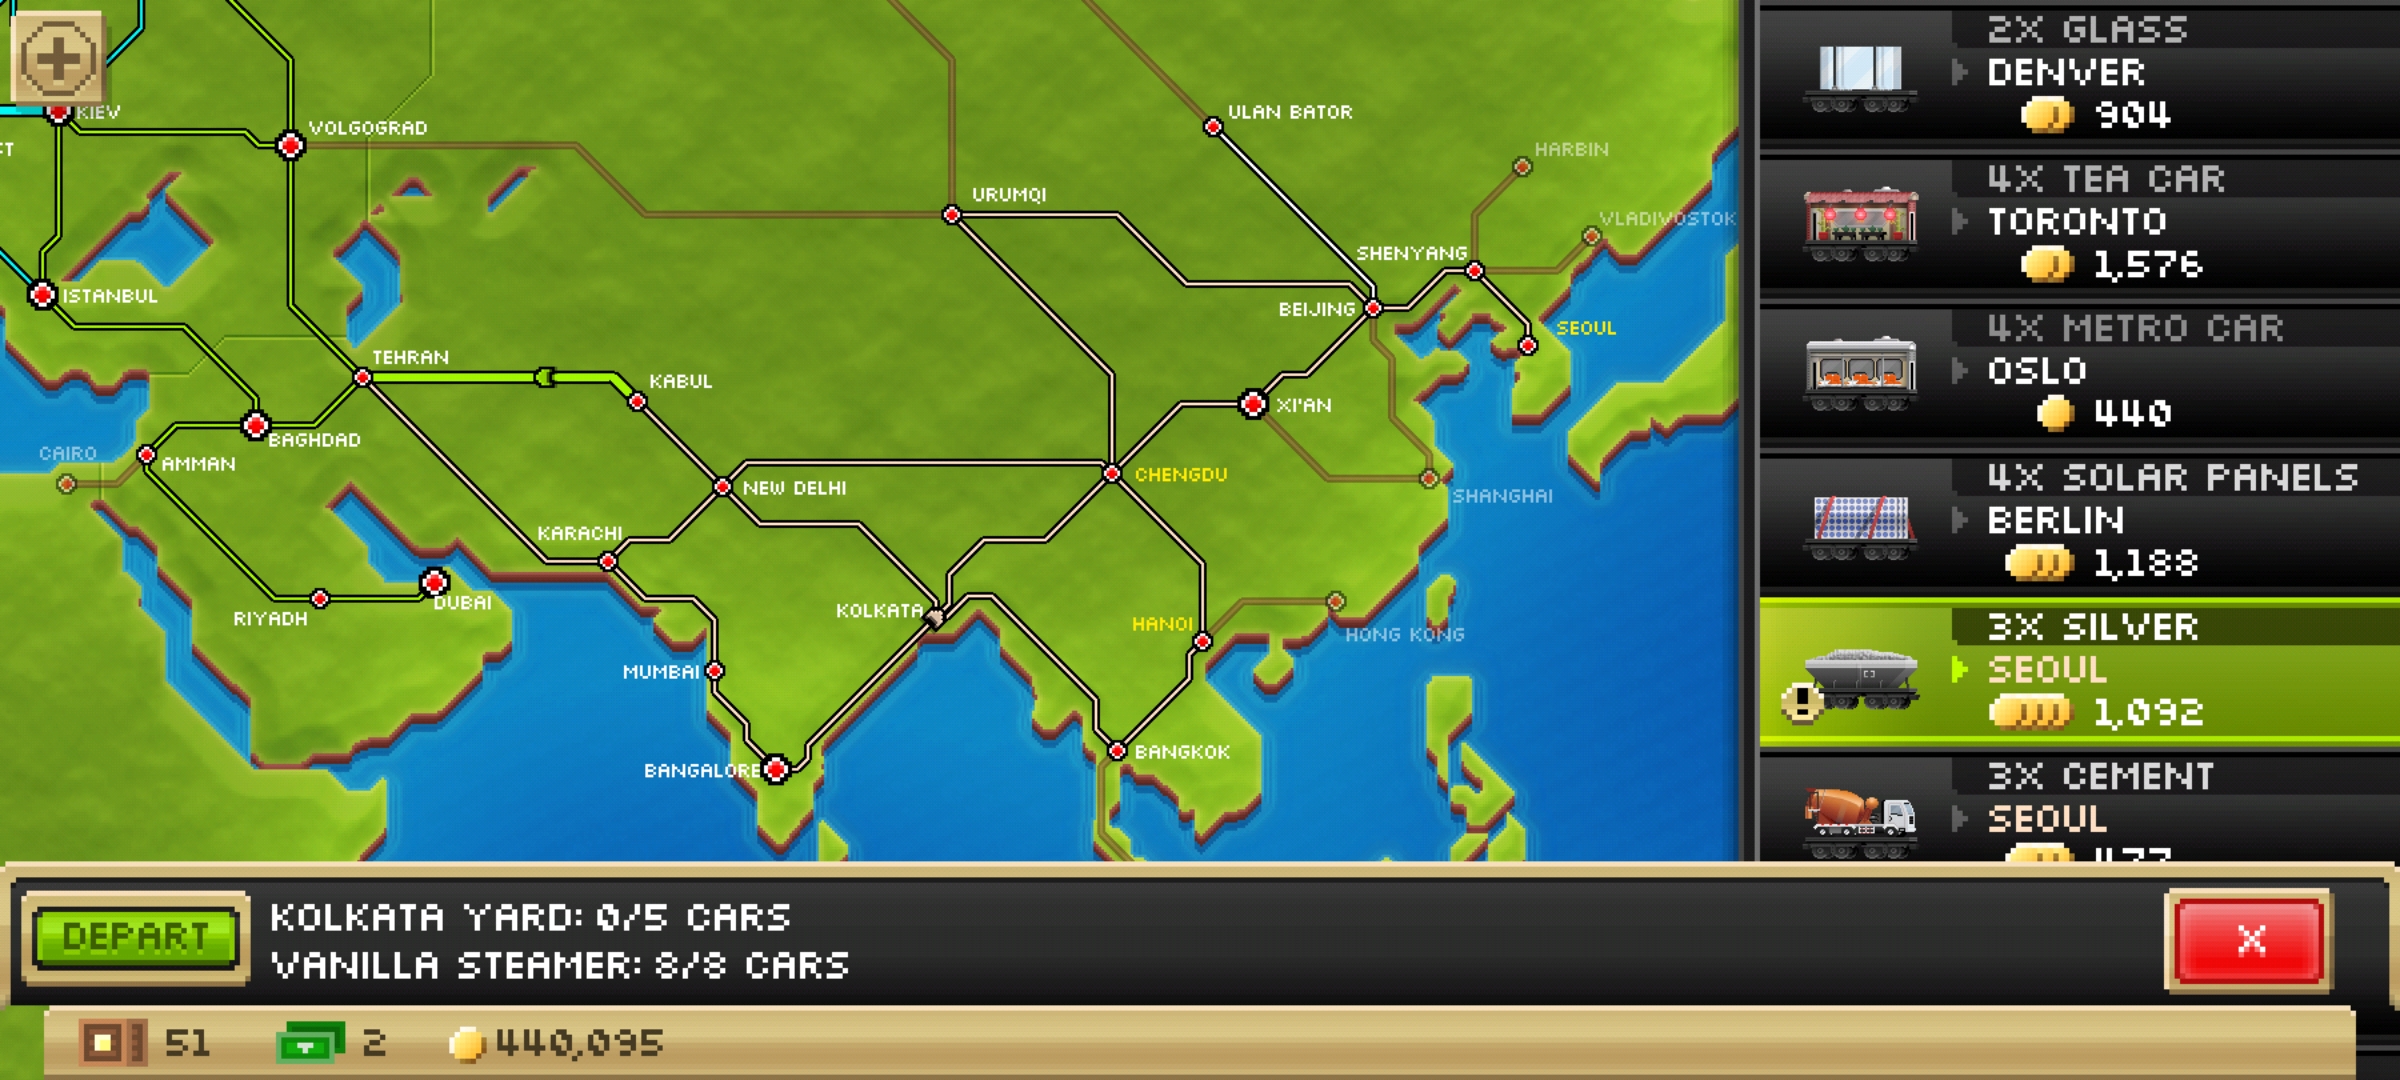 KIEV
CT
VOLGOGRAD
ULAN BATOR
HARBIN
URUMQI
VLADIVOSTOK
SHENYANG
ISTANBUL
BEIJING
SEOUL
TEHRAN
KABUL
XI'AN
BAGHDAD
CAIRO
AMMAN
CHENGDU
NEW DELHI
SHANGHAI
KARACHI
DUBAI
RIYADH
KOLKATA
HANOI
HONG KONG
MUMBAI
BANGKOK
BANGALORE
2X GLASS
DENVER
904
4X TEA CAR
TORONTO
1,576
4X METRO CAR
OSLO
440
4X SOLAR PANELS
BERLIN
1,188
3X SILVER
SEOUL
1,092
3X CEMENT
SEOUL
477
DEPART
KOLKATA YARD: 0/5 CARS
VANILLA STEAMER: 8/8 CARS
X
51
2
440,095